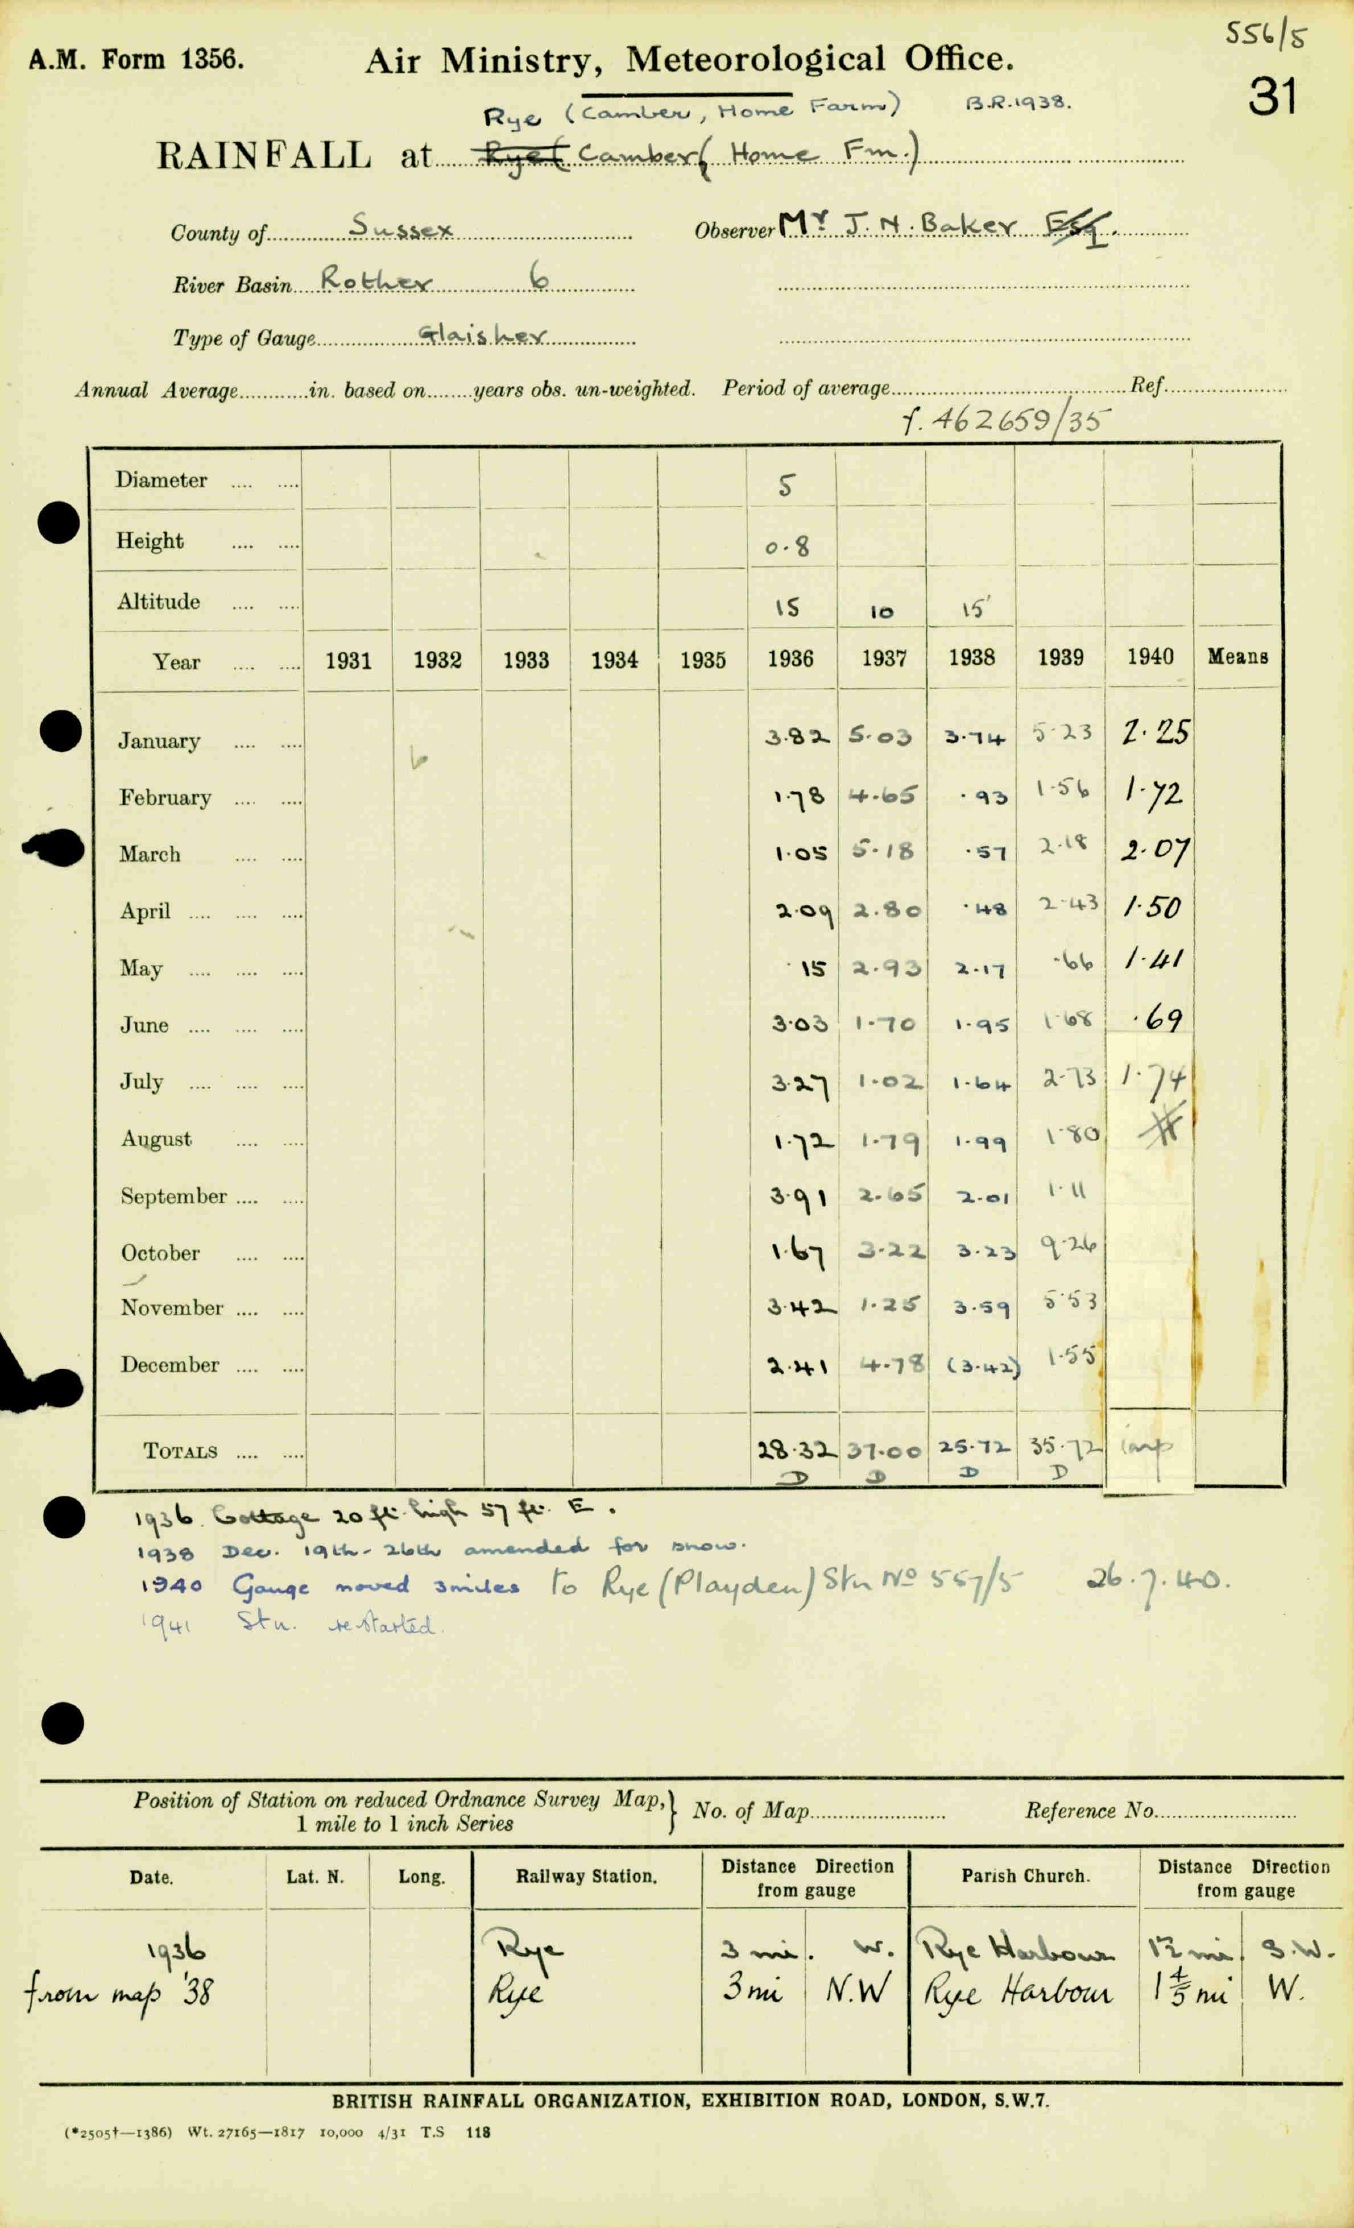 556/5
A.M. Form 1356. Air Ministry, Meteorological Office.
31
Rye (Camber, Home Farm) B.R.1938.
RAINFALL at Rye( Camber( Home Fm.)
County of Sussex Observer Mr J. N. Baker Esq.
River Basin Rother 6
Type of Gauge Glaisher
Annual Average in. based on years obs. un-weighted. Period of average Ref.
f. 462659/35
Diameter 5
Height 0.8
Altitude 15 10 15'
Year 1931 1932 1933 1934 1935 1936 1937 1938 1939 1940 Means
January 3.82 5.03 3.74 5.23 2.25
February 1.78 4.65 .93 1.56 1.72
March 1.05 5.18 .57 2.18 2.07
April 2.09 2.80 .48 2.43 1.50
May .15 2.93 2.17 .66 1.41
June 3.03 1.70 1.95 1.68 .69
July 3.27 1.02 1.64 2.73 1.74
August 1.72 1.79 1.99 1.80
September 3.91 2.65 2.01 1.11
October 1.67 3.22 3.23 9.26
November 3.42 1.25 3.59 5.53
December 2.41 4.78 (3.42) 1.55
TOTALS 28.32 37.00 25.72 35.72 imp
D D D D
1936. Cottage 20 ft. high 57 ft. E.
1938 Dec. 19th - 26th amended for snow.
1940 Gauge moved 3 miles to Rye (Playden) Stn No 557/5 26.7.40.
1941 Stn. restarted.
Position of Station on reduced Ordnance Survey Map, } No. of Map Reference No.
1 mile to 1 inch Series
Date. Lat. N. Long. Railway Station. Distance Direction from gauge Parish Church. Distance Direction from gauge
1936 Rye 3 mi. W. Rye Harbour 1½ mi. S.W.
from map '38 Rye 3 mi N.W Rye Harbour 1 4/5 mi W.
BRITISH RAINFALL ORGANIZATION, EXHIBITION ROAD, LONDON, S.W.7.
(*2505†—1386) Wt. 27165—1817 10,000 4/31 T.S 118